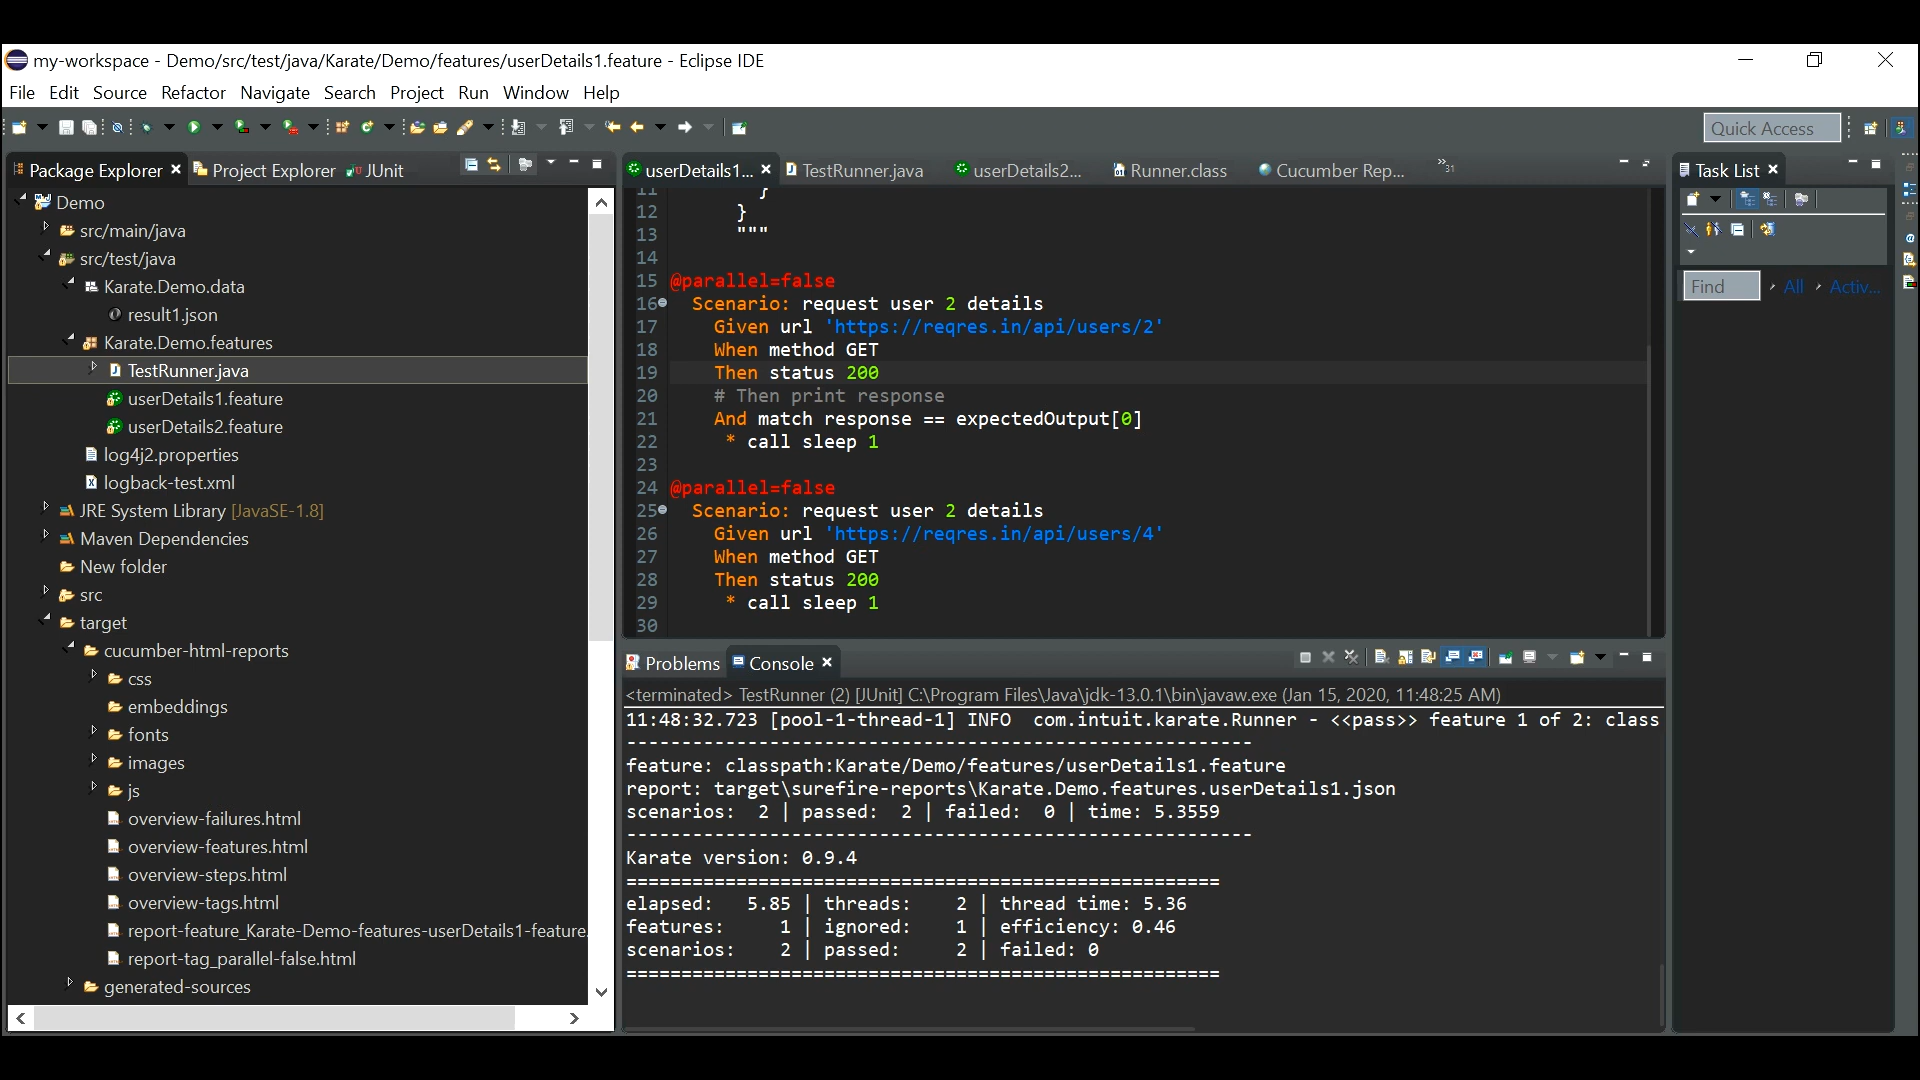 my-workspace - Demo/src/test/java/Karate/Demo/features/userDetails1.feature - Eclipse IDE
File Edit Source Refactor Navigate Search Project Run Window Help
Quick Access
Package Explorer Project Explorer JUnit
Demo
src/main/java
src/test/java
Karate.Demo.data
result1.json
Karate.Demo.features
TestRunner.java
userDetails1.feature
userDetails2.feature
log4j2.properties
logback-test.xml
JRE System Library [JavaSE-1.8]
Maven Dependencies
New folder
src
target
cucumber-html-reports
css
embeddings
fonts
images
js
overview-failures.html
overview-features.html
overview-steps.html
overview-tags.html
report-feature_Karate-Demo-features-userDetails1-feature.
report-tag_parallel-false.html
generated-sources
userDetails1... TestRunner.java userDetails2... Runner.class Cucumber Rep... »31
11 }
12 }
13 """
14
15 @parallel=false
16 Scenario: request user 2 details
17 Given url 'https://reqres.in/api/users/2'
18 When method GET
19 Then status 200
20 # Then print response
21 And match response == expectedOutput[0]
22 * call sleep 1
23
24 @parallel=false
25 Scenario: request user 2 details
26 Given url 'https://reqres.in/api/users/4'
27 When method GET
28 Then status 200
29 * call sleep 1
30
Problems Console
<terminated> TestRunner (2) [JUnit] C:\Program Files\Java\jdk-13.0.1\bin\javaw.exe (Jan 15, 2020, 11:48:25 AM)
11:48:32.723 [pool-1-thread-1] INFO com.intuit.karate.Runner - <<pass>> feature 1 of 2: class
---------------------------------------------------------
feature: classpath:Karate/Demo/features/userDetails1.feature
report: target\surefire-reports\Karate.Demo.features.userDetails1.json
scenarios: 2 | passed: 2 | failed: 0 | time: 5.3559
---------------------------------------------------------
Karate version: 0.9.4
======================================================
elapsed: 5.85 | threads: 2 | thread time: 5.36
features: 1 | ignored: 1 | efficiency: 0.46
scenarios: 2 | passed: 2 | failed: 0
======================================================
Task List
Find All Activ...